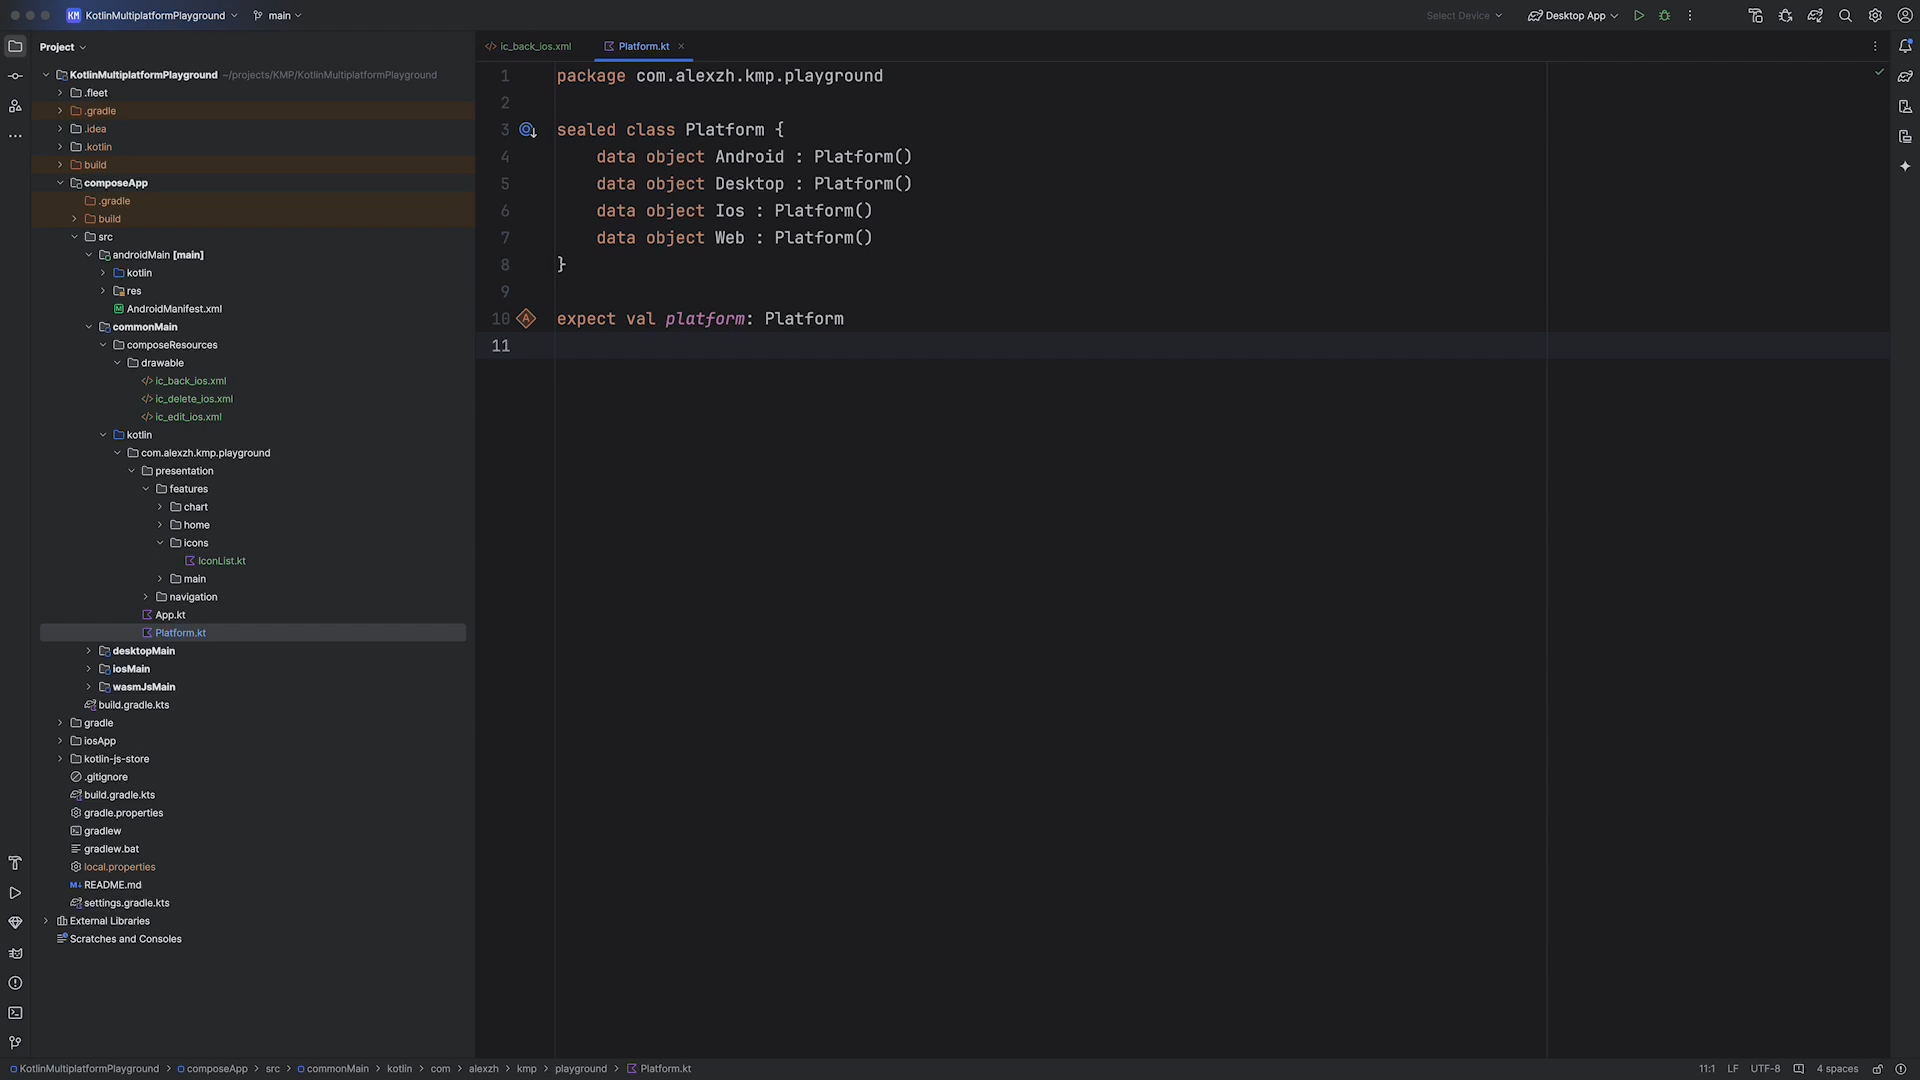 KM KotlinMultiplatformPlayground main Select Device Desktop App
Project
KotlinMultiplatformPlayground ~/projects/KMP/KotlinMultiplatformPlayground
.fleet
.gradle
.idea
.kotlin
build
composeApp
.gradle
build
src
androidMain [main]
kotlin
res
AndroidManifest.xml
commonMain
composeResources
drawable
ic_back_ios.xml
ic_delete_ios.xml
ic_edit_ios.xml
kotlin
com.alexzh.kmp.playground
presentation
features
chart
home
icons
IconList.kt
main
navigation
App.kt
Platform.kt
desktopMain
iosMain
wasmJsMain
build.gradle.kts
gradle
iosApp
kotlin-js-store
.gitignore
build.gradle.kts
gradle.properties
gradlew
gradlew.bat
local.properties
README.md
settings.gradle.kts
External Libraries
Scratches and Consoles
ic_back_ios.xml Platform.kt
1 package com.alexzh.kmp.playground
2
3 sealed class Platform {
4 data object Android : Platform()
5 data object Desktop : Platform()
6 data object Ios : Platform()
7 data object Web : Platform()
8 }
9
10 expect val platform: Platform
11
KotlinMultiplatformPlayground composeApp src commonMain kotlin com alexzh kmp playground Platform.kt 11:1 LF UTF-8 4 spaces